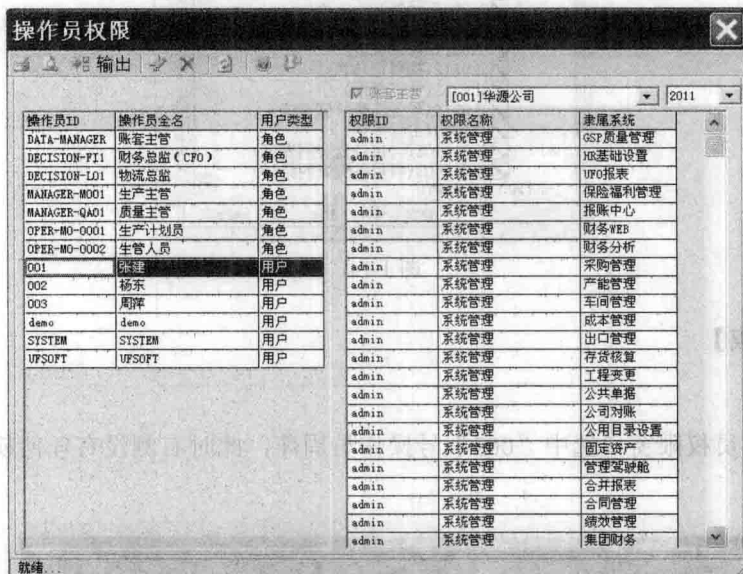 操作员权限
输出
账套主管 [001]华源公司 2011
操作员ID 操作员全名 用户类型
DATA-MANAGER 账套主管 角色
DECISION-FI1 财务总监(CFO) 角色
DECISION-LO1 物流总监 角色
MANAGER-MO01 生产主管 角色
MANAGER-QA01 质量主管 角色
OPER-MO-0001 生产计划员 角色
OPER-MO-0002 生管人员 角色
001 张建 用户
002 杨东 用户
003 周萍 用户
demo demo 用户
SYSTEM SYSTEM 用户
UFSOFT UFSOFT 用户
权限ID 权限名称 隶属系统
admin 系统管理 GSP质量管理
admin 系统管理 HR基础设置
admin 系统管理 UFO报表
admin 系统管理 保险福利管理
admin 系统管理 报账中心
admin 系统管理 财务WEB
admin 系统管理 财务分析
admin 系统管理 采购管理
admin 系统管理 产能管理
admin 系统管理 车间管理
admin 系统管理 成本管理
admin 系统管理 出口管理
admin 系统管理 存货核算
admin 系统管理 工程变更
admin 系统管理 公共单据
admin 系统管理 公司对账
admin 系统管理 公用目录设置
admin 系统管理 固定资产
admin 系统管理 管理驾驶舱
admin 系统管理 合并报表
admin 系统管理 合同管理
admin 系统管理 绩效管理
admin 系统管理 集团财务
就绪...